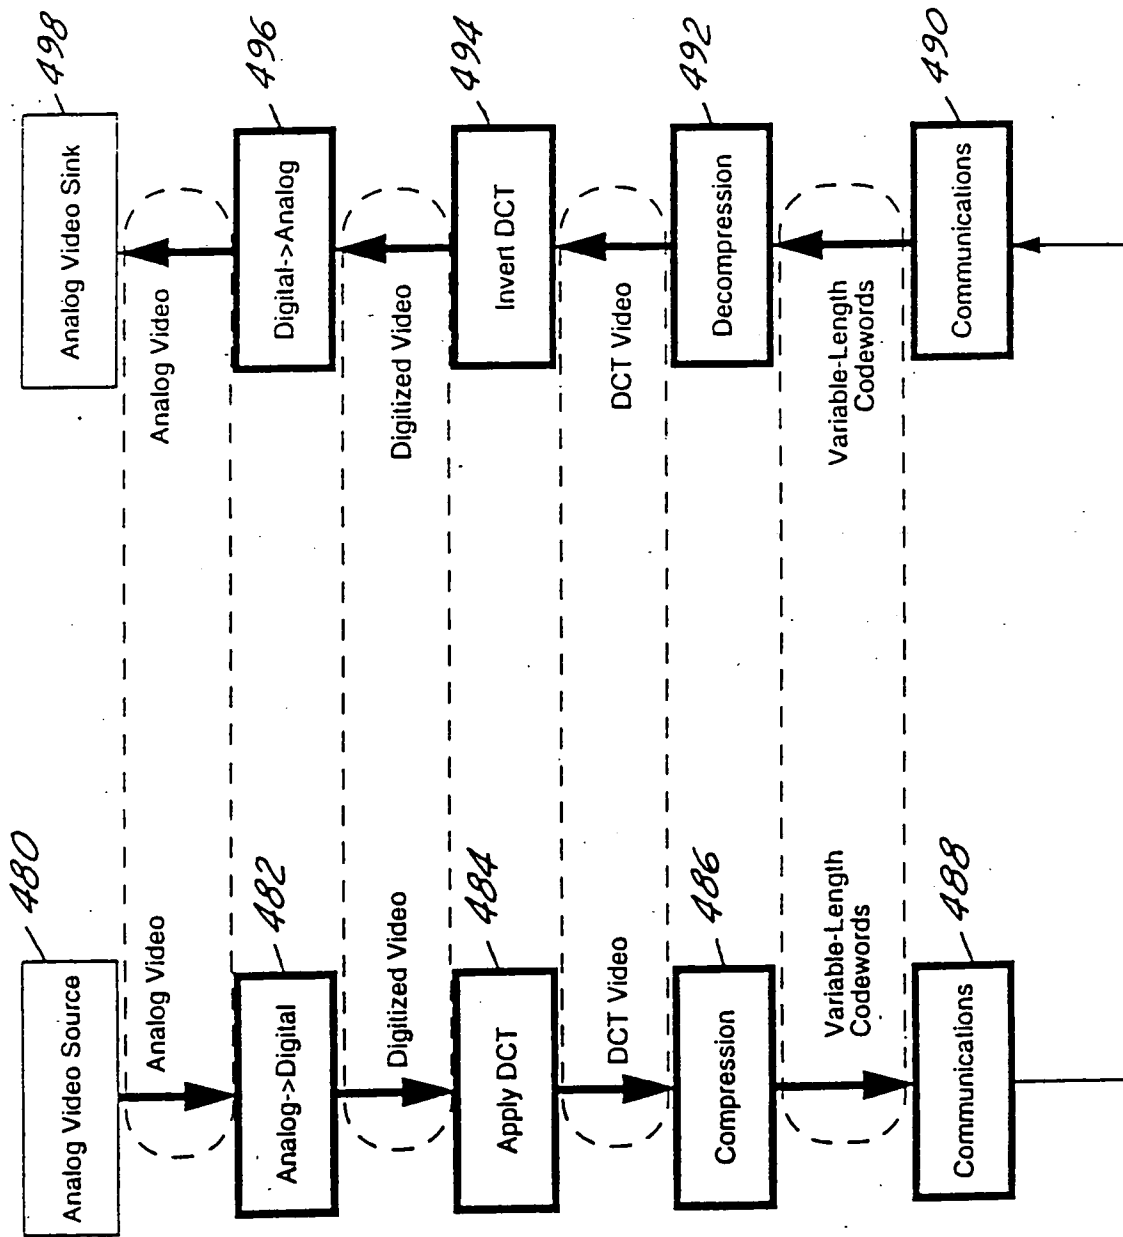 480
Analog Video Source
Analog Video
482
Analog->Digital
Digitized Video
484
Apply DCT
DCT Video
486
Compression
Variable-Length
Codewords
488
Communications
498
Analog Video Sink
Analog Video
496
Digital->Analog
Digitized Video
494
Invert DCT
DCT Video
492
Decompression
Variable-Length
Codewords
490
Communications